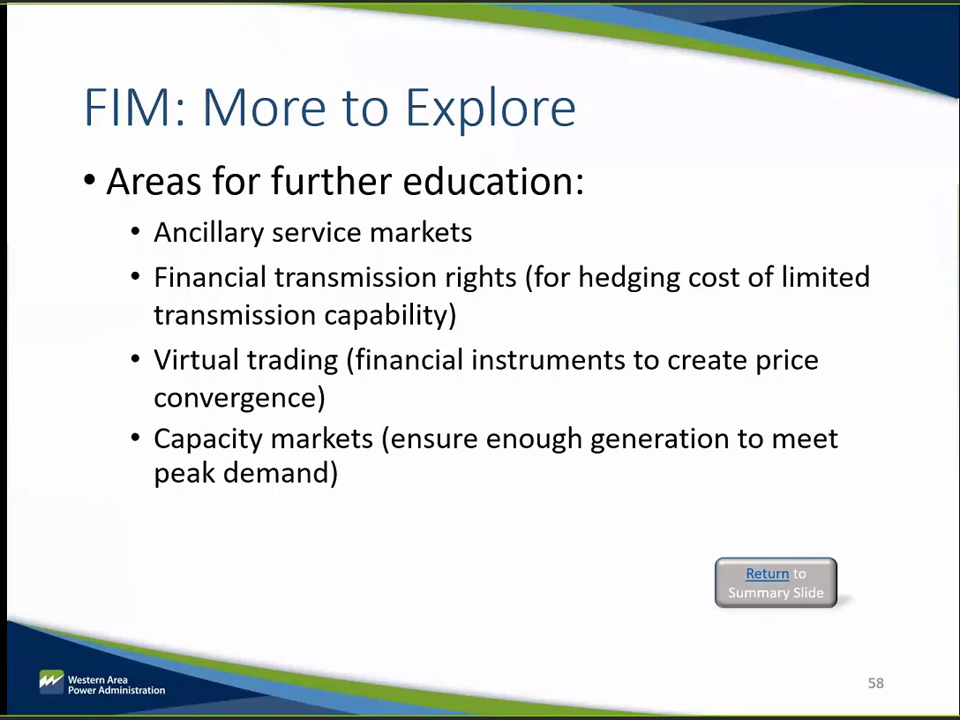 FIM: More to Explore
• Areas for further education:
• Ancillary service markets
• Financial transmission rights (for hedging cost of limited
transmission capability)
• Virtual trading (financial instruments to create price
convergence)
• Capacity markets (ensure enough generation to meet
peak demand)
Return to
Summary Slide
Western Area
Power Administration
58